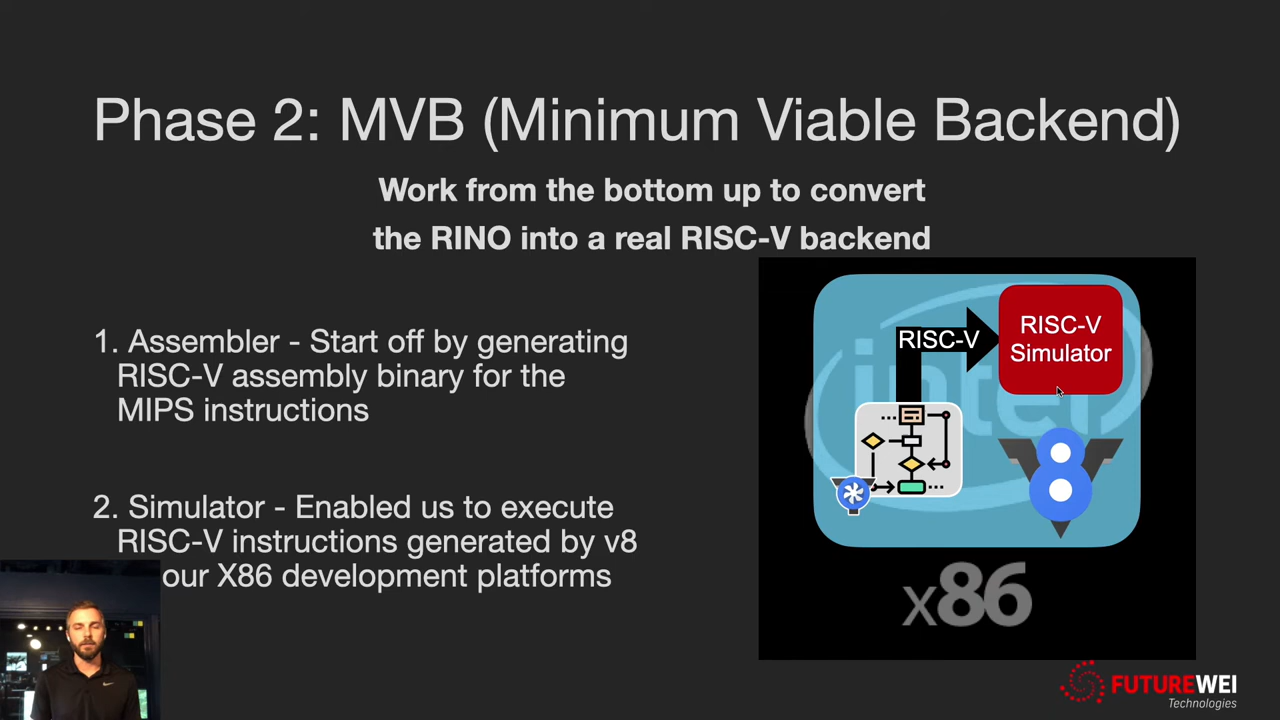 Phase 2: MVB (Minimum Viable Backend)
Work from the bottom up to convert
the RINO into a real RISC-V backend
1. Assembler - Start off by generating
RISC-V assembly binary for the
MIPS instructions
2. Simulator - Enabled us to execute
RISC-V instructions generated by v8
our X86 development platforms
RISC-V
RISC-V
Simulator
intel
8
x86
FUTUREWEI
Technologies